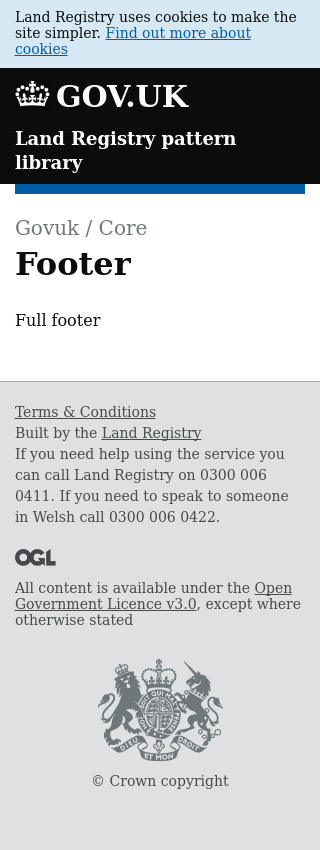 Land Registry uses cookies to make the
site simpler. Find out more about
cookies
GOV.UK
Land Registry pattern
library
Govuk / Core
Footer
Full footer
Terms & Conditions
Built by the Land Registry
If you need help using the service you
can call Land Registry on 0300 006
0411. If you need to speak to someone
in Welsh call 0300 006 0422.
OGL
All content is available under the Open
Government Licence v3.0, except where
otherwise stated
DIEU ET MON DROIT
© Crown copyright